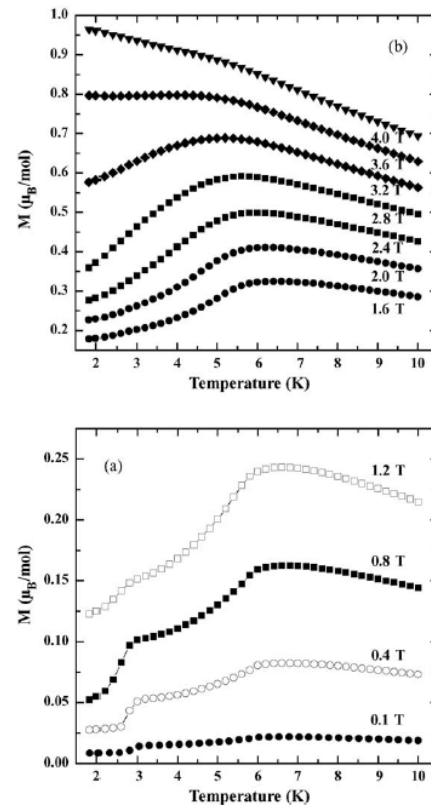 1.0
(b)
0.9
0.8
0.7
0.6
0.5
0.4
0.3
0.2
M (μB/mol)
4.0 T
3.6 T
3.2 T
2.8 T
2.4 T
2.0 T
1.6 T
2 3 4 5 6 7 8 9 10
Temperature (K)
(a)
0.25
0.20
0.15
0.10
0.05
0.00
M (μB/mol)
1.2 T
0.8 T
0.4 T
0.1 T
2 3 4 5 6 7 8 9 10
Temperature (K)